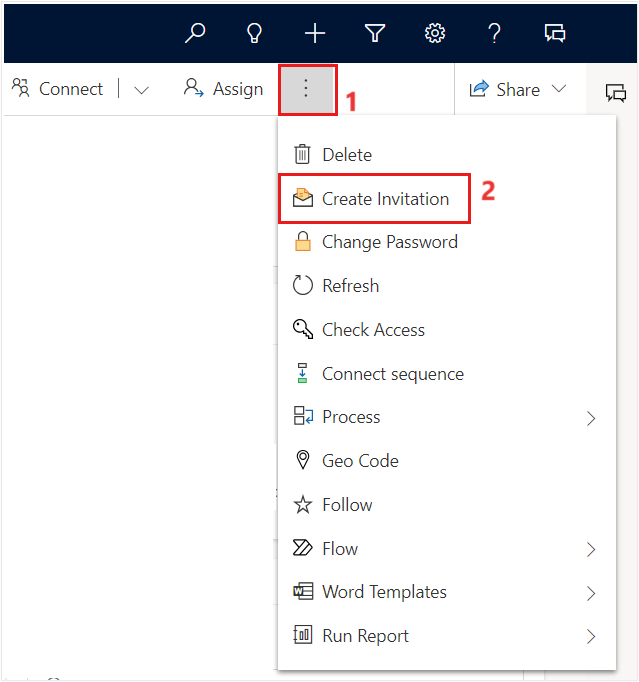 Connect Assign 1 Share
Delete
Create Invitation 2
Change Password
Refresh
Check Access
Connect sequence
Process
Geo Code
Follow
Flow
Word Templates
Run Report